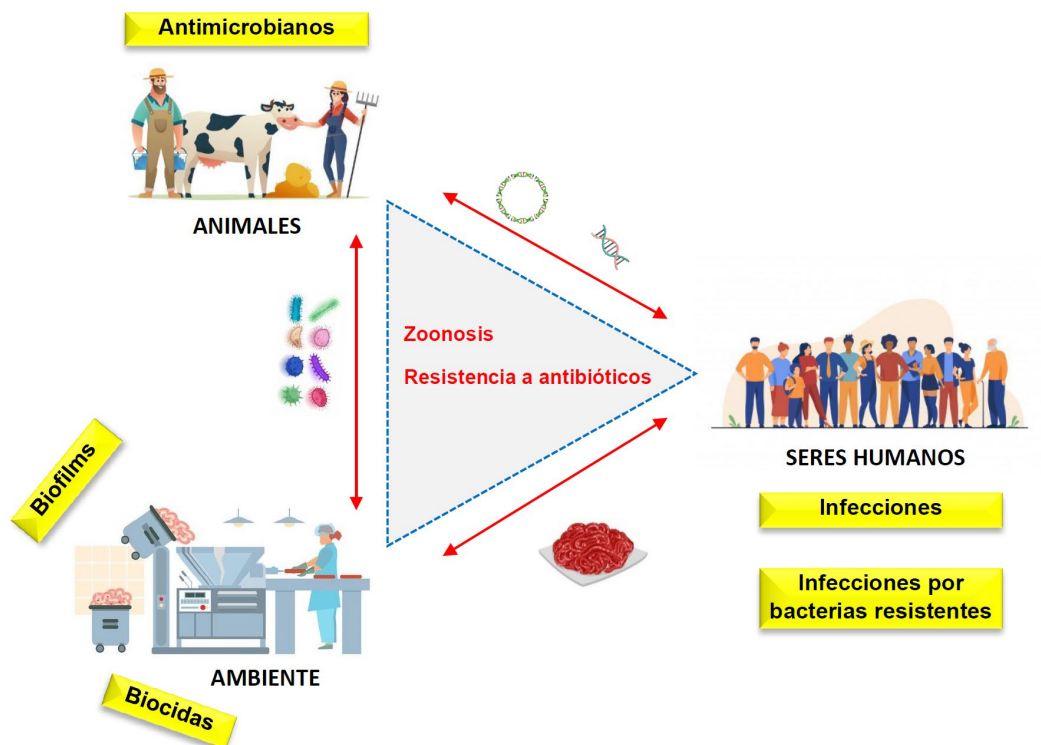 Antimicrobianos
ANIMALES
Zoonosis
Resistencia a antibióticos
SERES HUMANOS
Infecciones
Infecciones por
bacterias resistentes
Biofilms
AMBIENTE
Biocidas